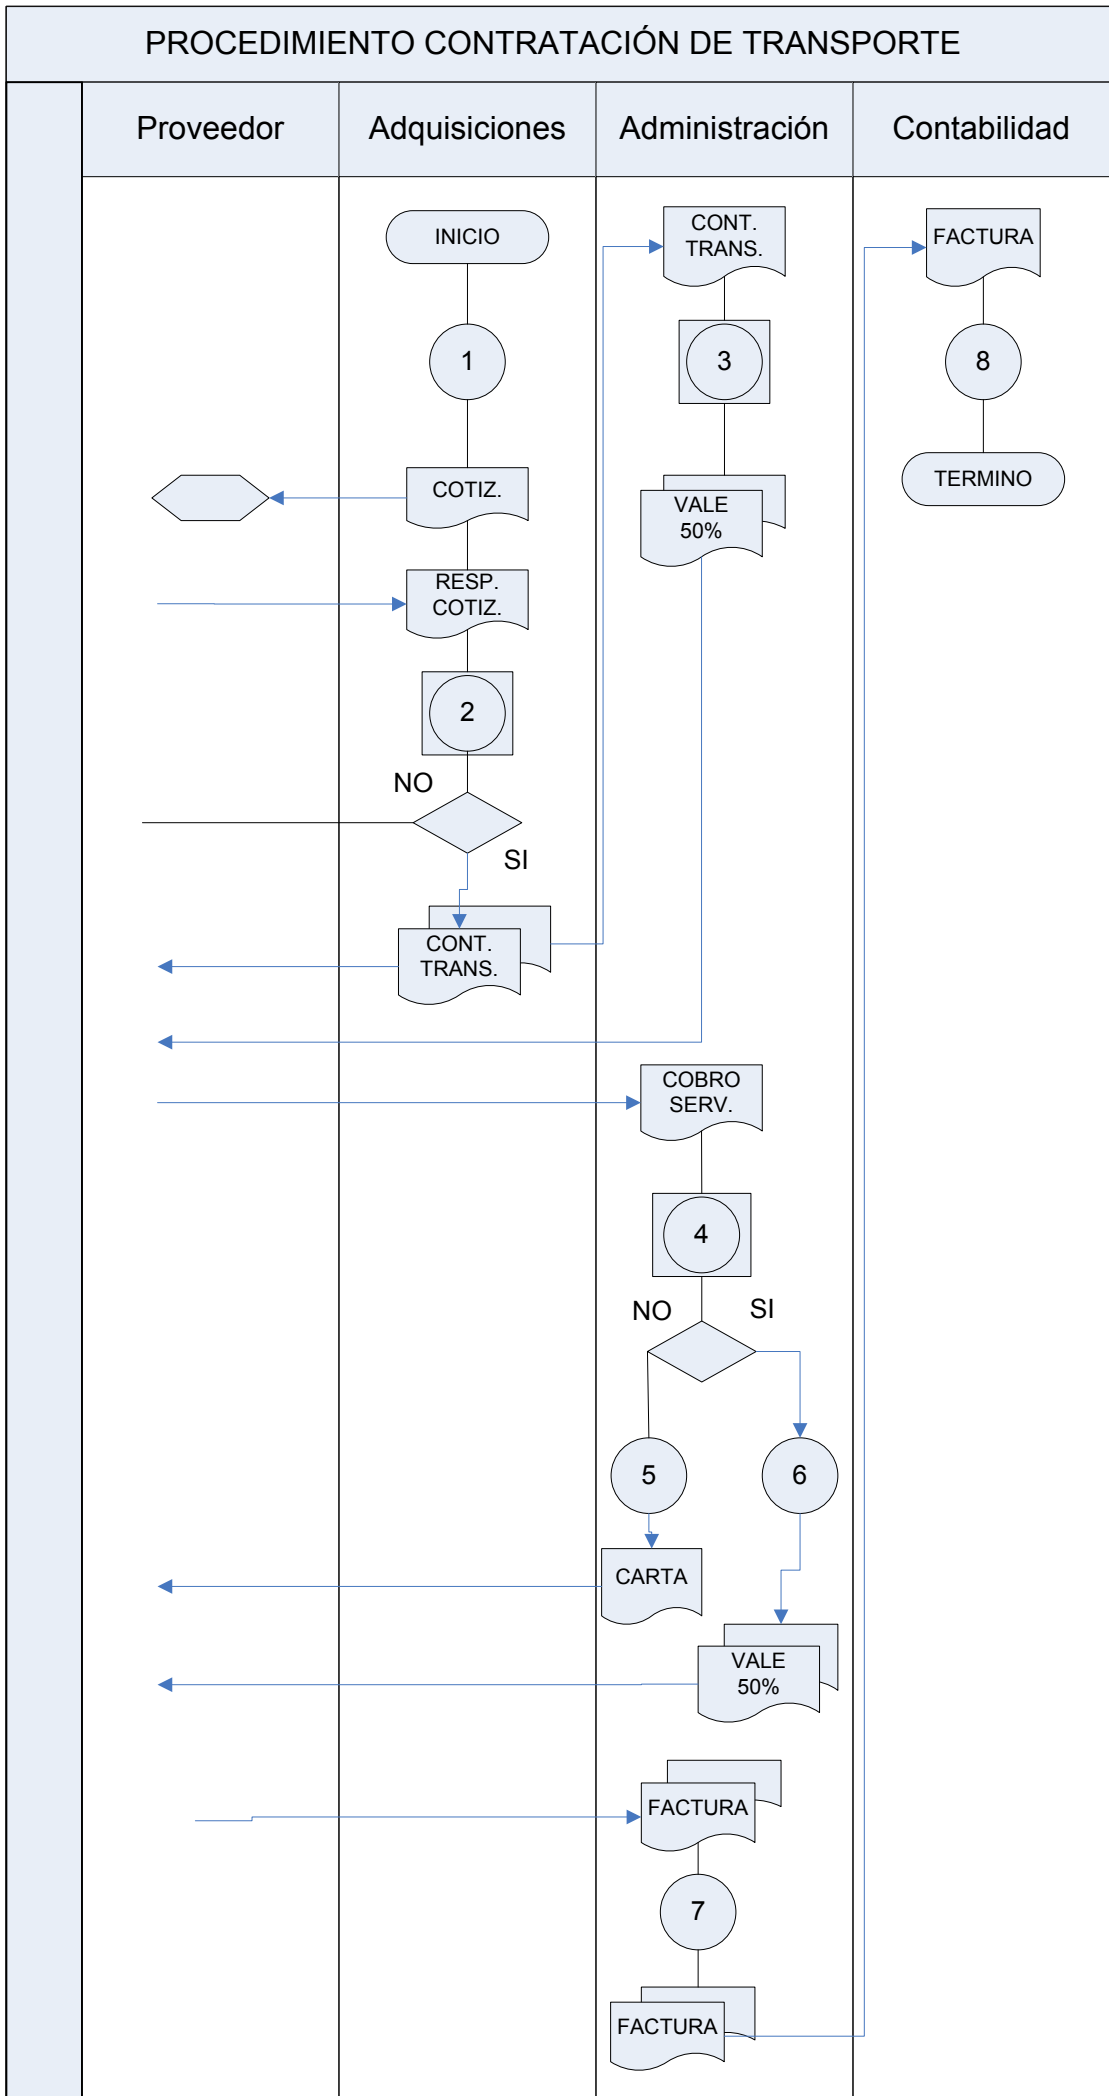 PROCEDIMIENTO CONTRATACIÓN DE TRANSPORTE
Proveedor
Adquisiciones
Administración
Contabilidad
INICIO
1
COTIZ.
RESP.
COTIZ.
2
NO
SI
CONT.
TRANS.
CONT.
TRANS.
3
VALE
50%
COBRO
SERV.
4
NO
SI
5
6
CARTA
VALE
50%
FACTURA
7
FACTURA
FACTURA
8
TERMINO